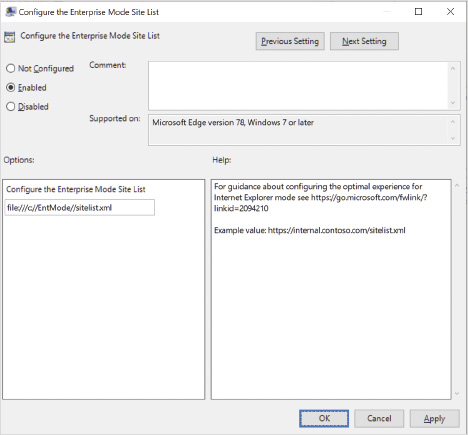 Configure the Enterprise Mode Site List
Configure the Enterprise Mode Site List
Previous Setting
Next Setting
Not Configured
Enabled
Disabled
Comment:
Supported on:
Microsoft Edge version 78, Windows 7 or later
Options:
Help:
Configure the Enterprise Mode Site List
file:///c://EntMode//sitelist.xml
For guidance about configuring the optimal experience for
Internet Explorer mode see https://go.microsoft.com/fwlink/?
linkid=2094210
Example value: https://internal.contoso.com/sitelist.xml
OK
Cancel
Apply